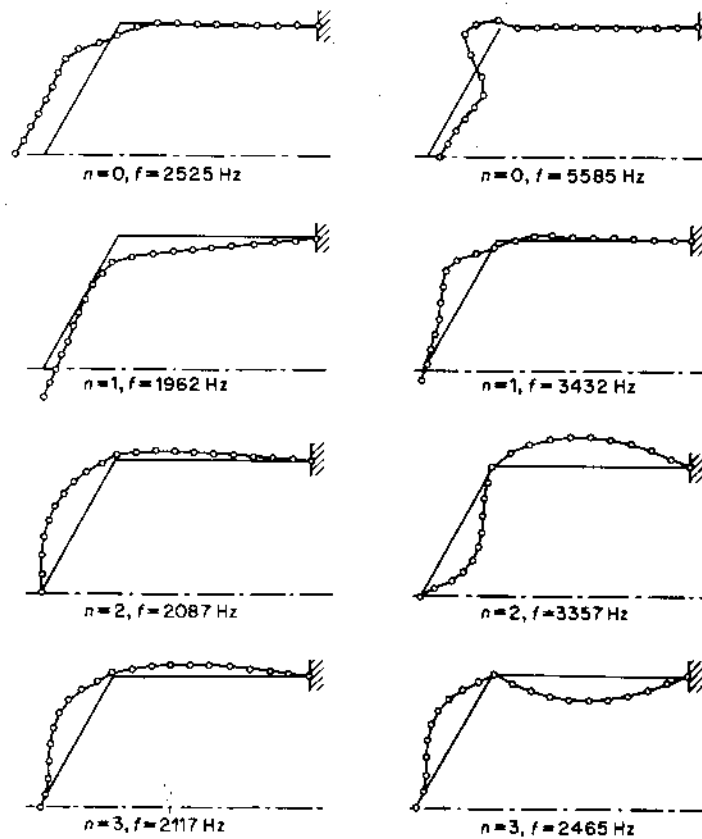 n=0, f=2525 Hz
n=0, f=5585 Hz
n=1, f=1962 Hz
n=1, f=3432 Hz
n=2, f=2087 Hz
n=2, f=3357 Hz
n=3, f=2117 Hz
n=3, f=2465 Hz